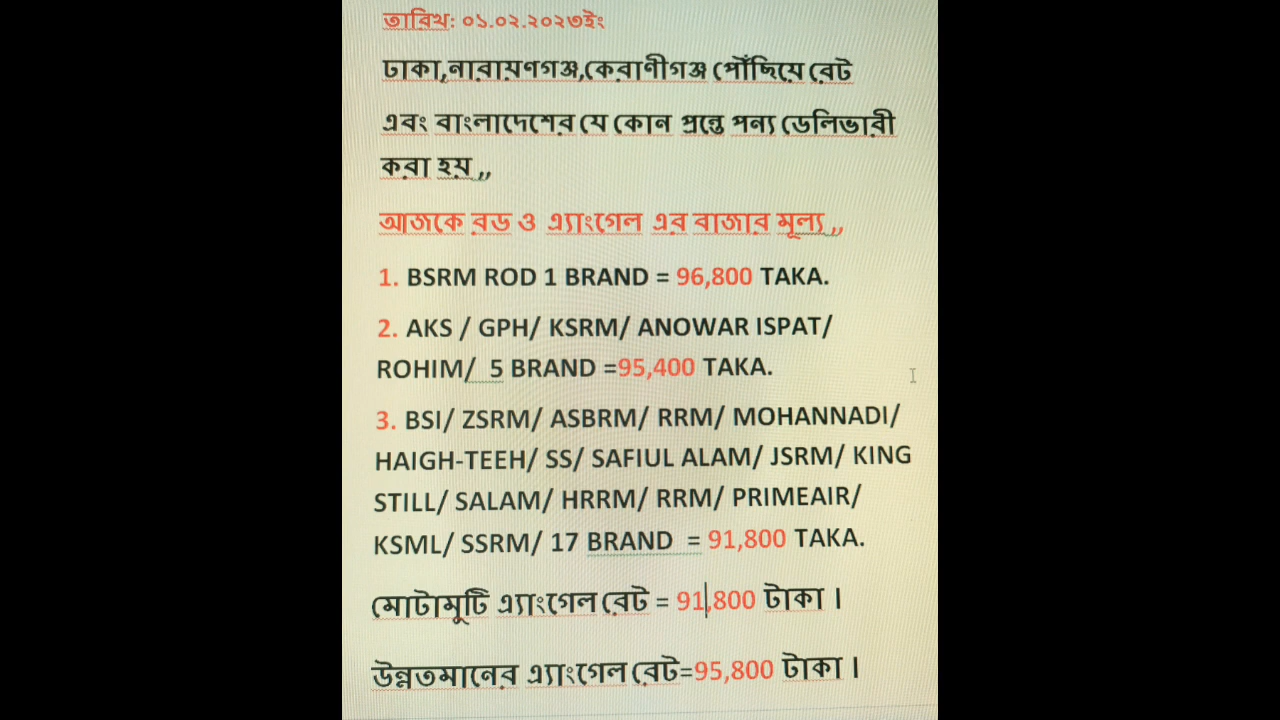 তারিখ: ০১.০২.২০২৩ইং
ঢাকা,নারায়ণগঞ্জ,কেরাণীগঞ্জ পৌঁছিয়ে রেট
এবং বাংলাদেশের যে কোন প্রন্তে পন্য ডেলিভারী
করা হয় ,,
আজকে রড ও এ্যাংগেল এর বাজার মূল্য ,,
1. BSRM ROD 1 BRAND = 96,800 TAKA.
2. AKS / GPH/ KSRM/ ANOWAR ISPAT/
ROHIM/ 5 BRAND =95,400 TAKA.
3. BSI/ ZSRM/ ASBRM/ RRM/ MOHANNADI/
HAIGH-TEEH/ SS/ SAFIUL ALAM/ JSRM/ KING
STILL/ SALAM/ HRRM/ RRM/ PRIMEAIR/
KSML/ SSRM/ 17 BRAND = 91,800 TAKA.
মোটামুটি এ্যাংগেল রেট = 91,800 টাকা ।
উন্নতমানের এ্যাংগেল রেট=95,800 টাকা ।